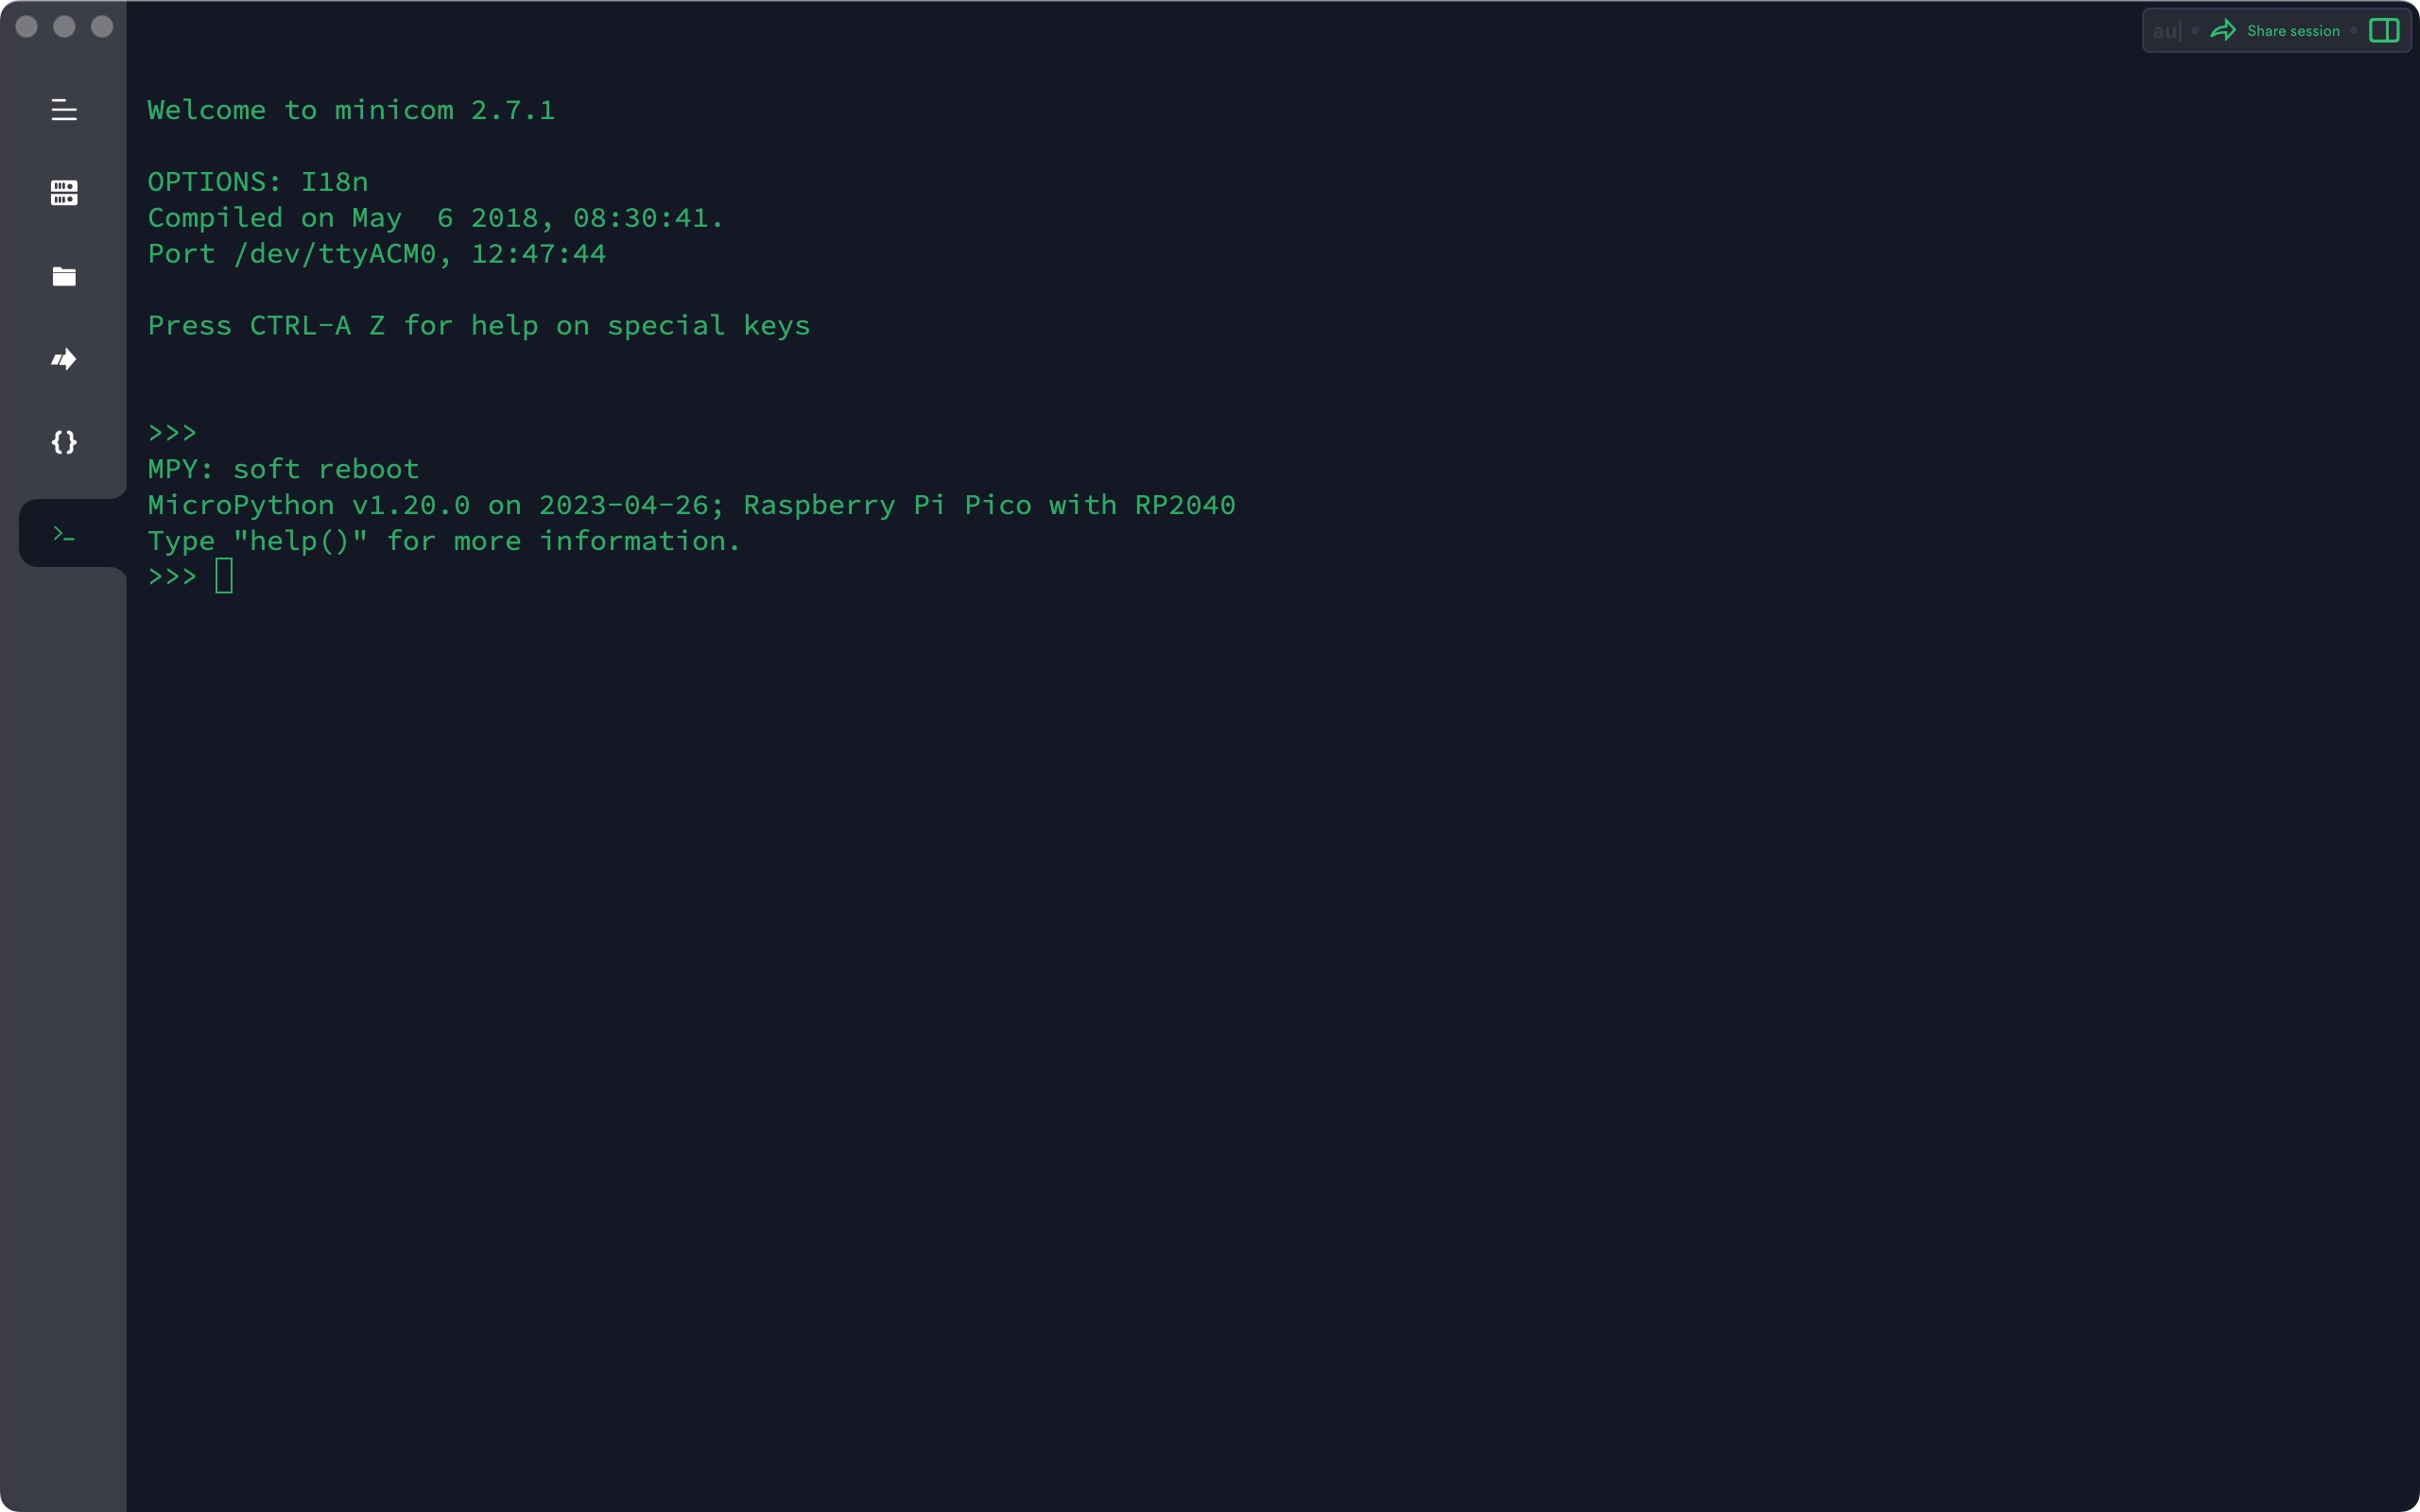 au|
Share session
Welcome to minicom 2.7.1
OPTIONS: I18n
Compiled on May  6 2018, 08:30:41.
Port /dev/ttyACM0, 12:47:44
Press CTRL-A Z for help on special keys
>>>
MPY: soft reboot
MicroPython v1.20.0 on 2023-04-26; Raspberry Pi Pico with RP2040
Type "help()" for more information.
>>>